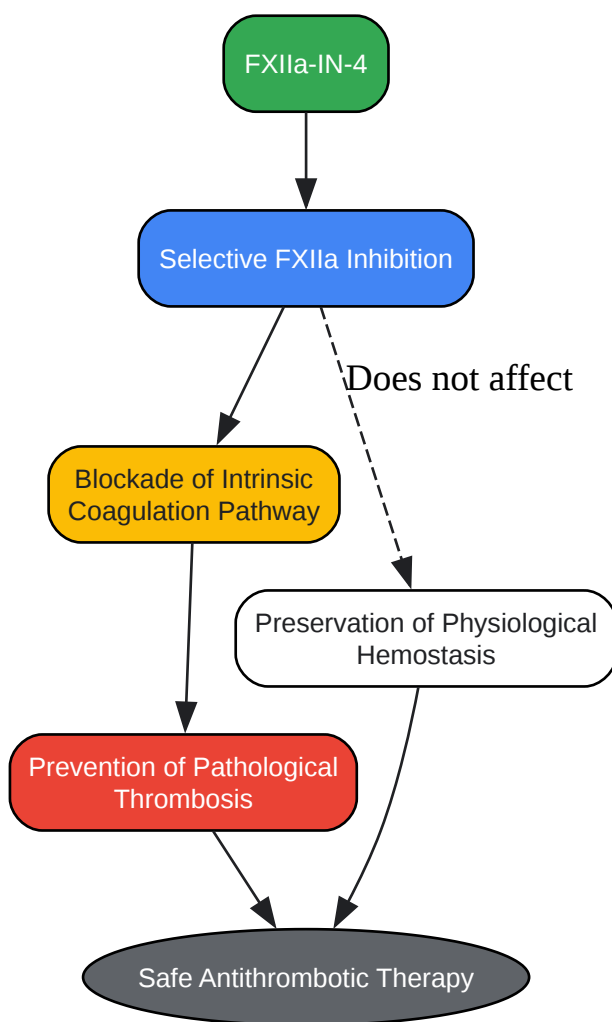 FXIIa-IN-4
Selective FXIIa Inhibition
Does not affect
Blockade of Intrinsic
Coagulation Pathway
Preservation of Physiological
Hemostasis
Prevention of Pathological
Thrombosis
Safe Antithrombotic Therapy